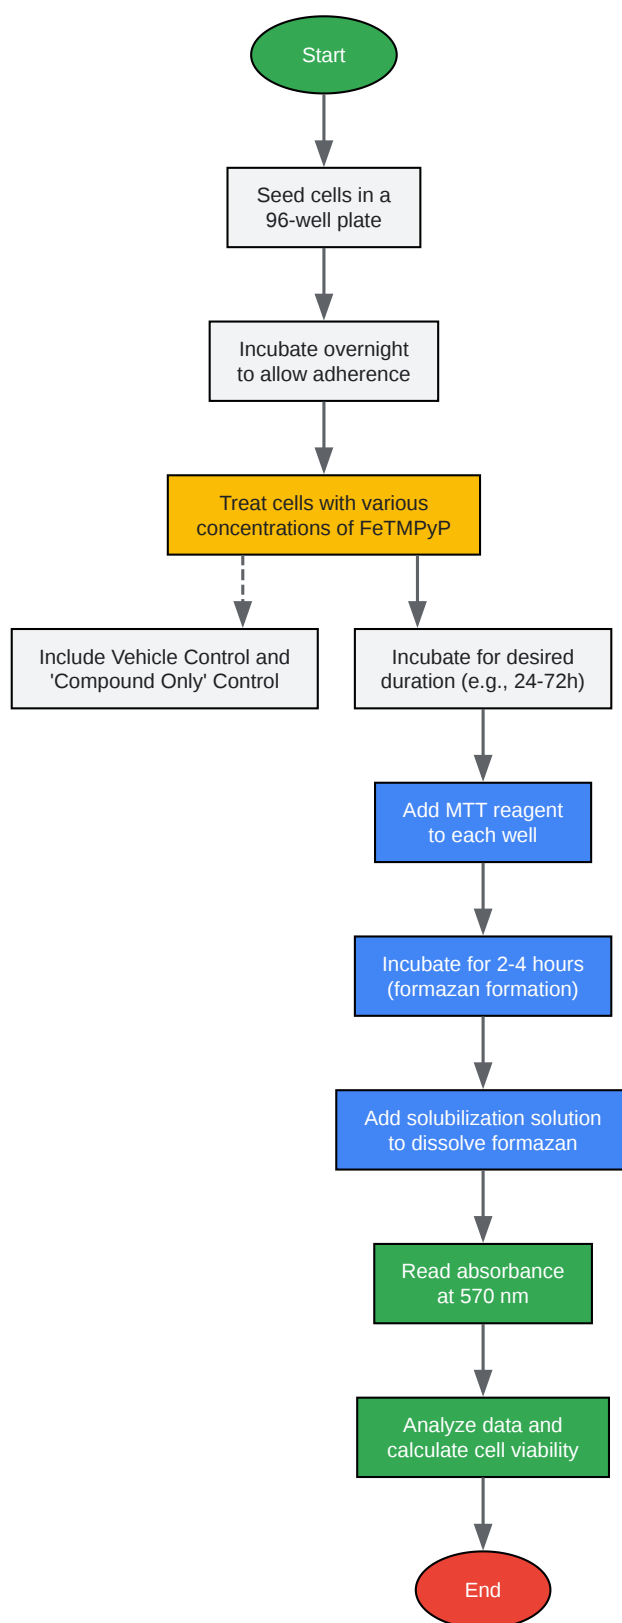 Start
Seed cells in a
96-well plate
Incubate overnight
to allow adherence
Treat cells with various
concentrations of FeTMPyP
Include Vehicle Control and
'Compound Only' Control
Incubate for desired
duration (e.g., 24-72h)
Add MTT reagent
to each well
Incubate for 2-4 hours
(formazan formation)
Add solubilization solution
to dissolve formazan
Read absorbance
at 570 nm
Analyze data and
calculate cell viability
End